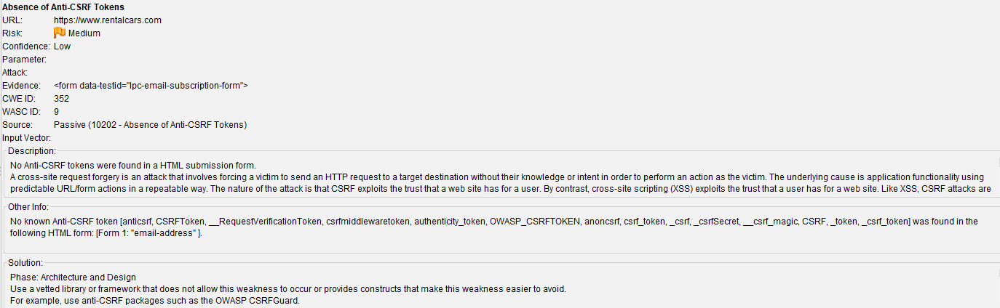 Absence of Anti-CSRF Tokens
URL: https://www.rentalcars.com
Risk: Medium
Confidence: Low
Parameter:
Attack:
Evidence: <form data-testid="lpc-email-subscription-form">
CWE ID: 352
WASC ID: 9
Source: Passive (10202 - Absence of Anti-CSRF Tokens)
Input Vector:
Description:
No Anti-CSRF tokens were found in a HTML submission form.
A cross-site request forgery is an attack that involves forcing a victim to send an HTTP request to a target destination without their knowledge or intent in order to perform an action as the victim. The underlying cause is application functionality using
predictable URL/form actions in a repeatable way. The nature of the attack is that CSRF exploits the trust that a web site has for a user. By contrast, cross-site scripting (XSS) exploits the trust that a user has for a web site. Like XSS, CSRF attacks are
Other Info:
No known Anti-CSRF token [anticsrf, CSRFToken, __RequestVerificationToken, csrfmiddlewaretoken, authenticity_token, OWASP_CSRFTOKEN, anoncsrf, csrf_token, _csrf, _csrfSecret, __csrf_magic, CSRF, _token, _csrf_token] was found in the
following HTML form: [Form 1: "email-address" ].
Solution:
Phase: Architecture and Design
Use a vetted library or framework that does not allow this weakness to occur or provides constructs that make this weakness easier to avoid.
For example, use anti-CSRF packages such as the OWASP CSRFGuard.